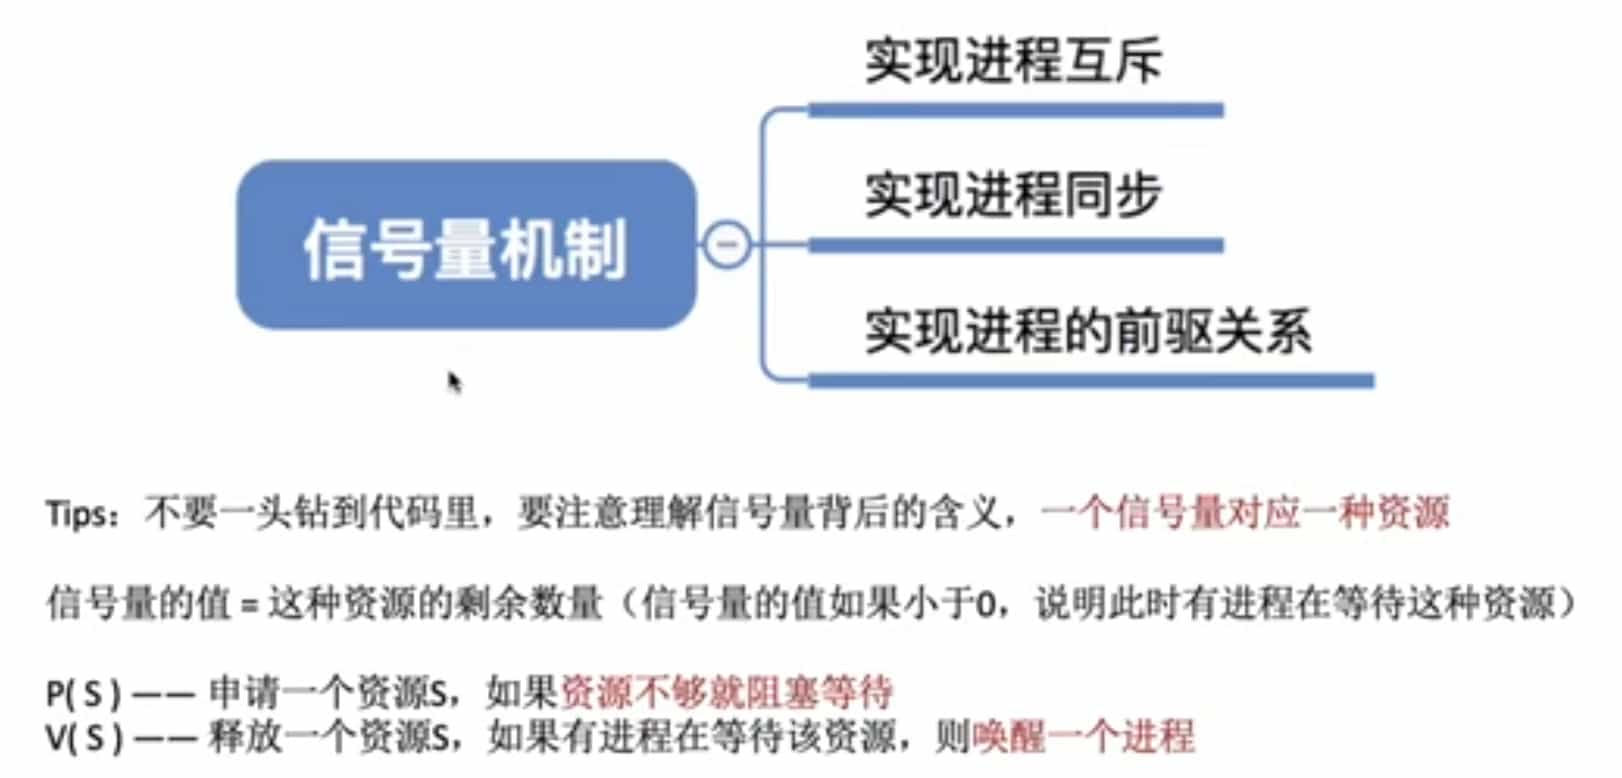 信号量机制
实现进程互斥
实现进程同步
实现进程的前驱关系
Tips：不要一头钻到代码里，要注意理解信号量背后的含义，一个信号量对应一种资源
信号量的值 = 这种资源的剩余数量（信号量的值如果小于0，说明此时有进程在等待这种资源）
P( S ) —— 申请一个资源S，如果资源不够就阻塞等待
V( S ) —— 释放一个资源S，如果有进程在等待该资源，则唤醒一个进程